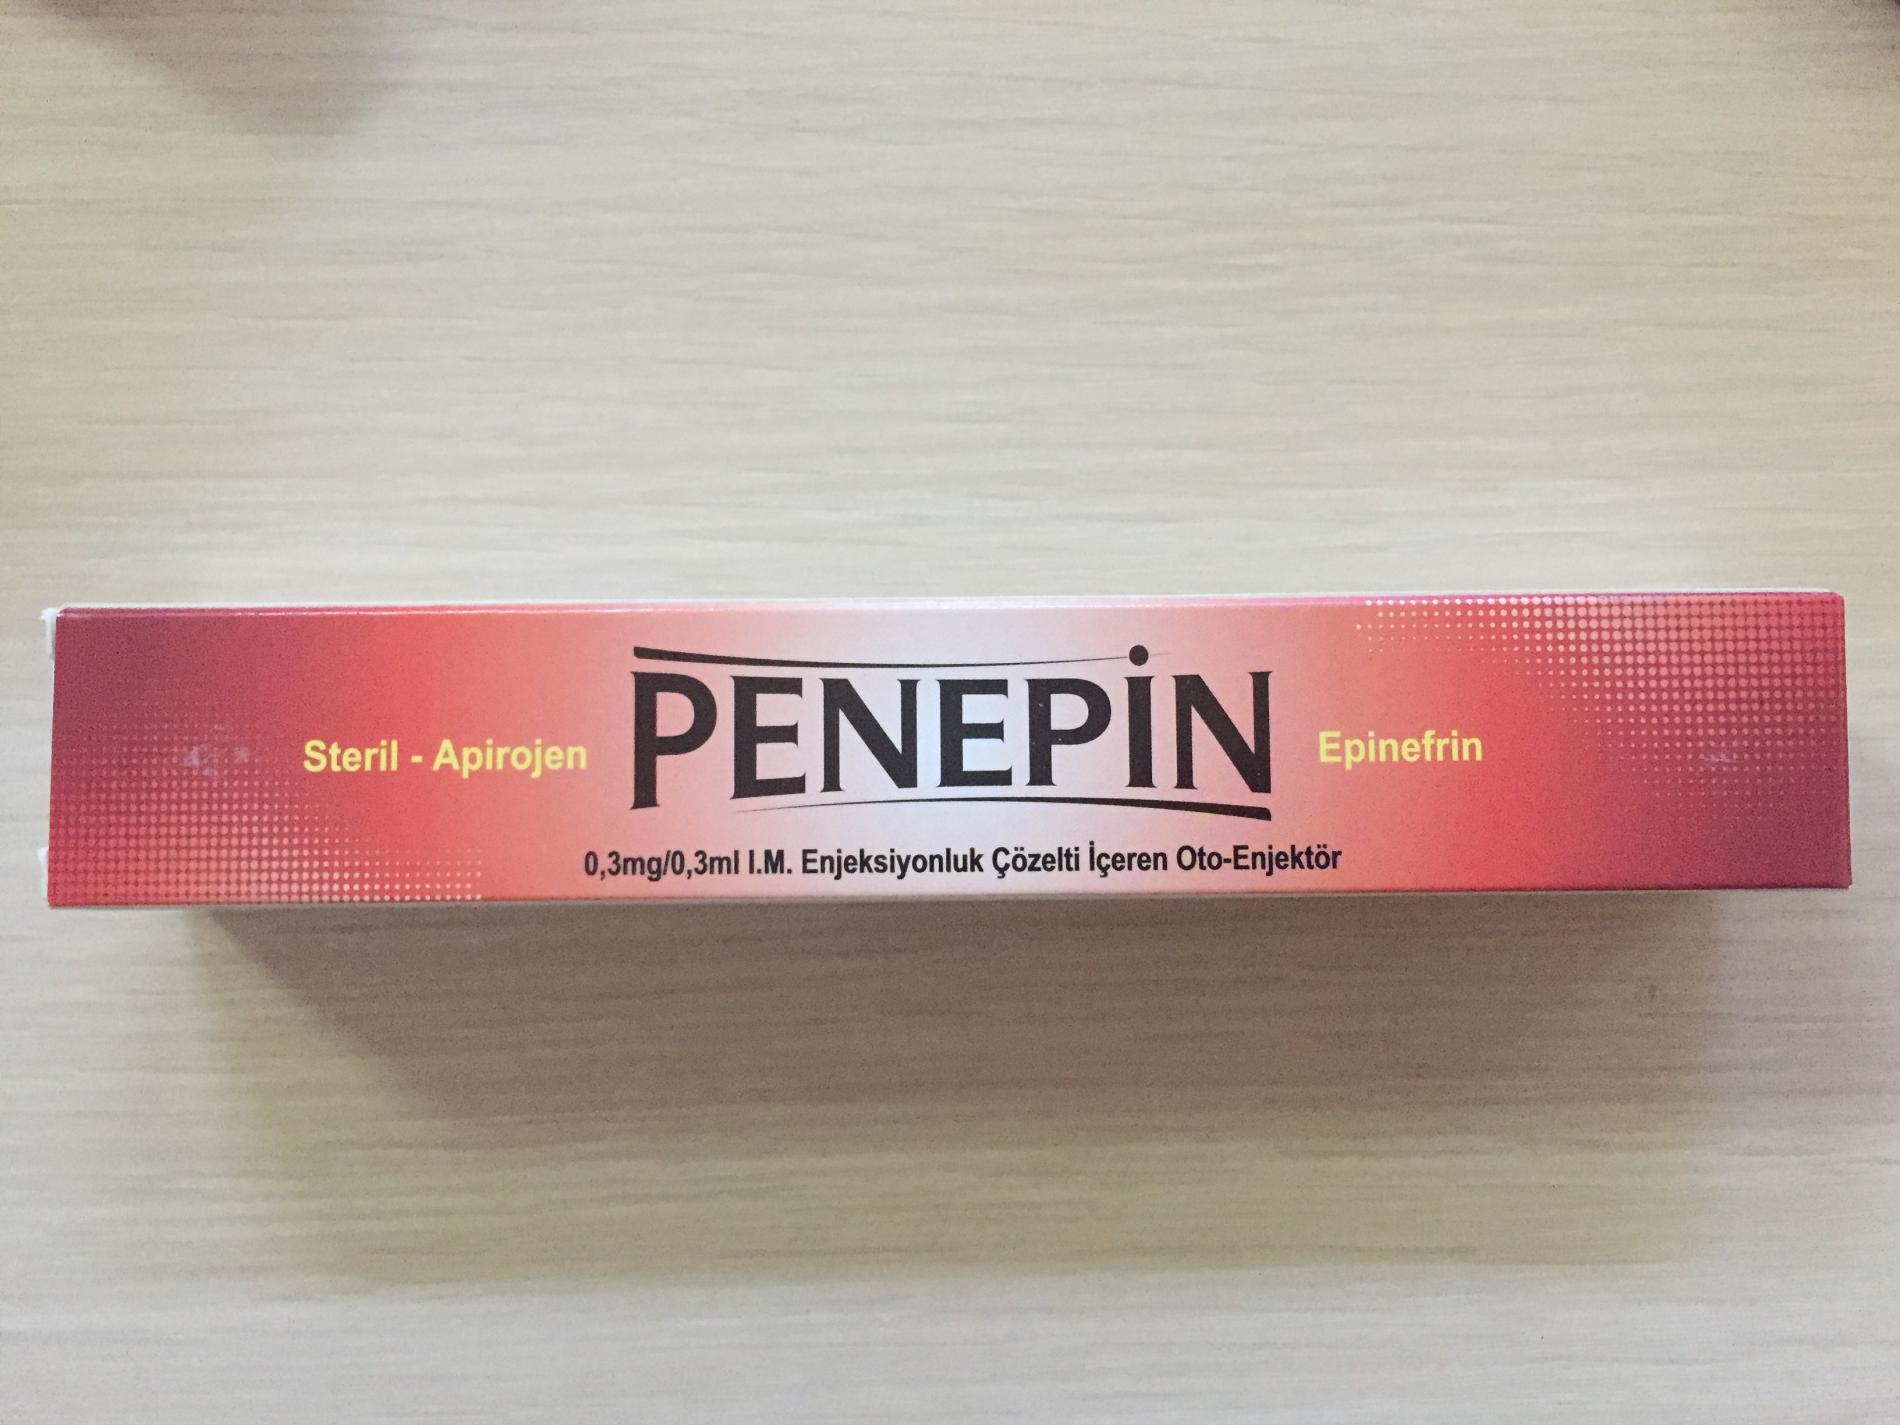 Steril - Apirojen PENEPİN Epinefrin
0,3mg/0,3ml I.M. Enjeksiyonluk Çözelti İçeren Oto-Enjektör